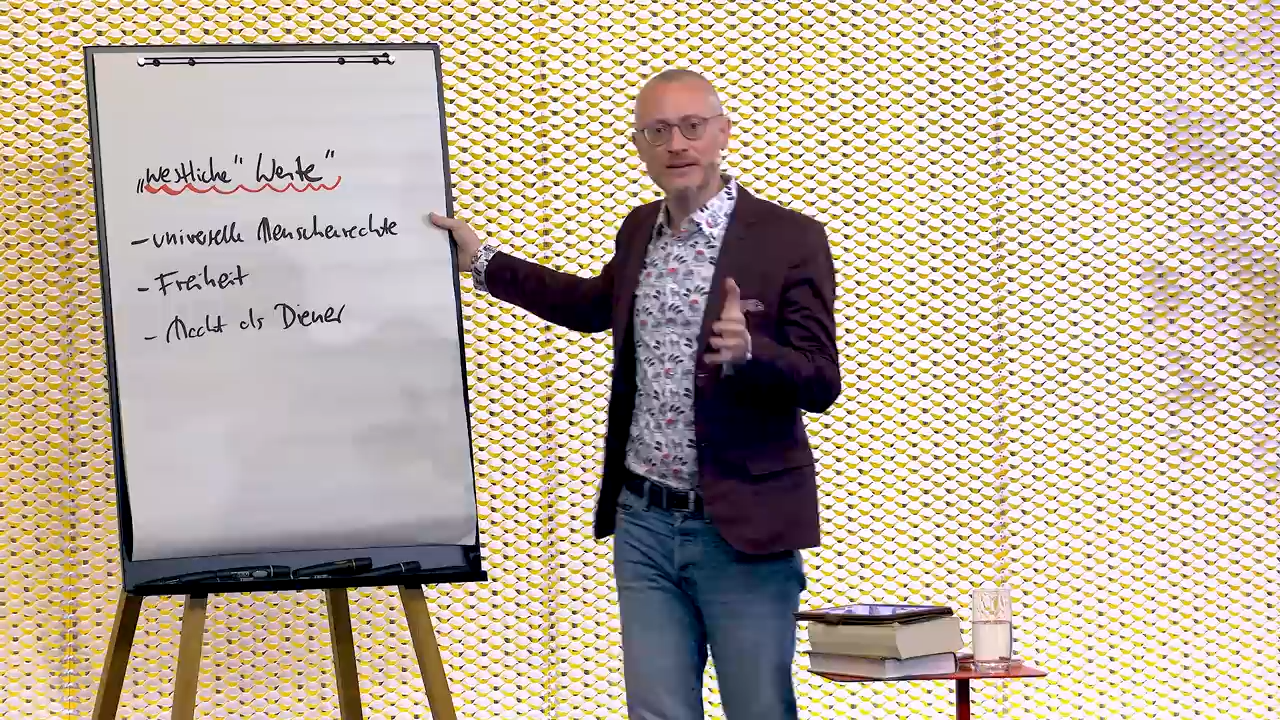 „westliche" Werte"
- universelle Menschenrechte
- Freiheit
- Macht als Diener